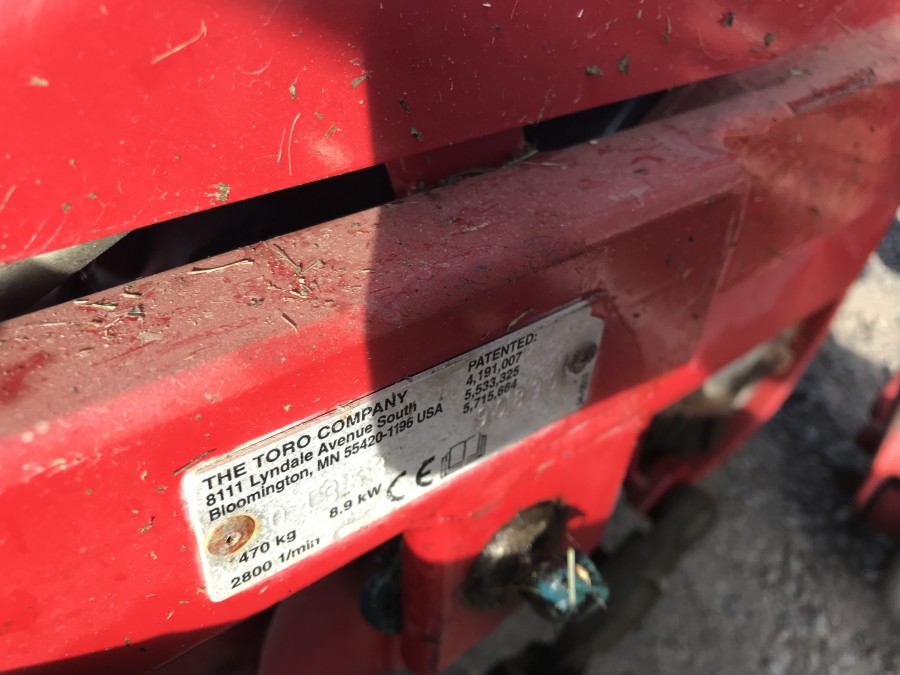 THE TORO COMPANY
8111 Lyndale Avenue South
Bloomington, MN 55420-1196 USA
PATENTED:
4,191,007
5,533,325
5,715,664
CE
8.9 kW
470 kg
2800 1/min